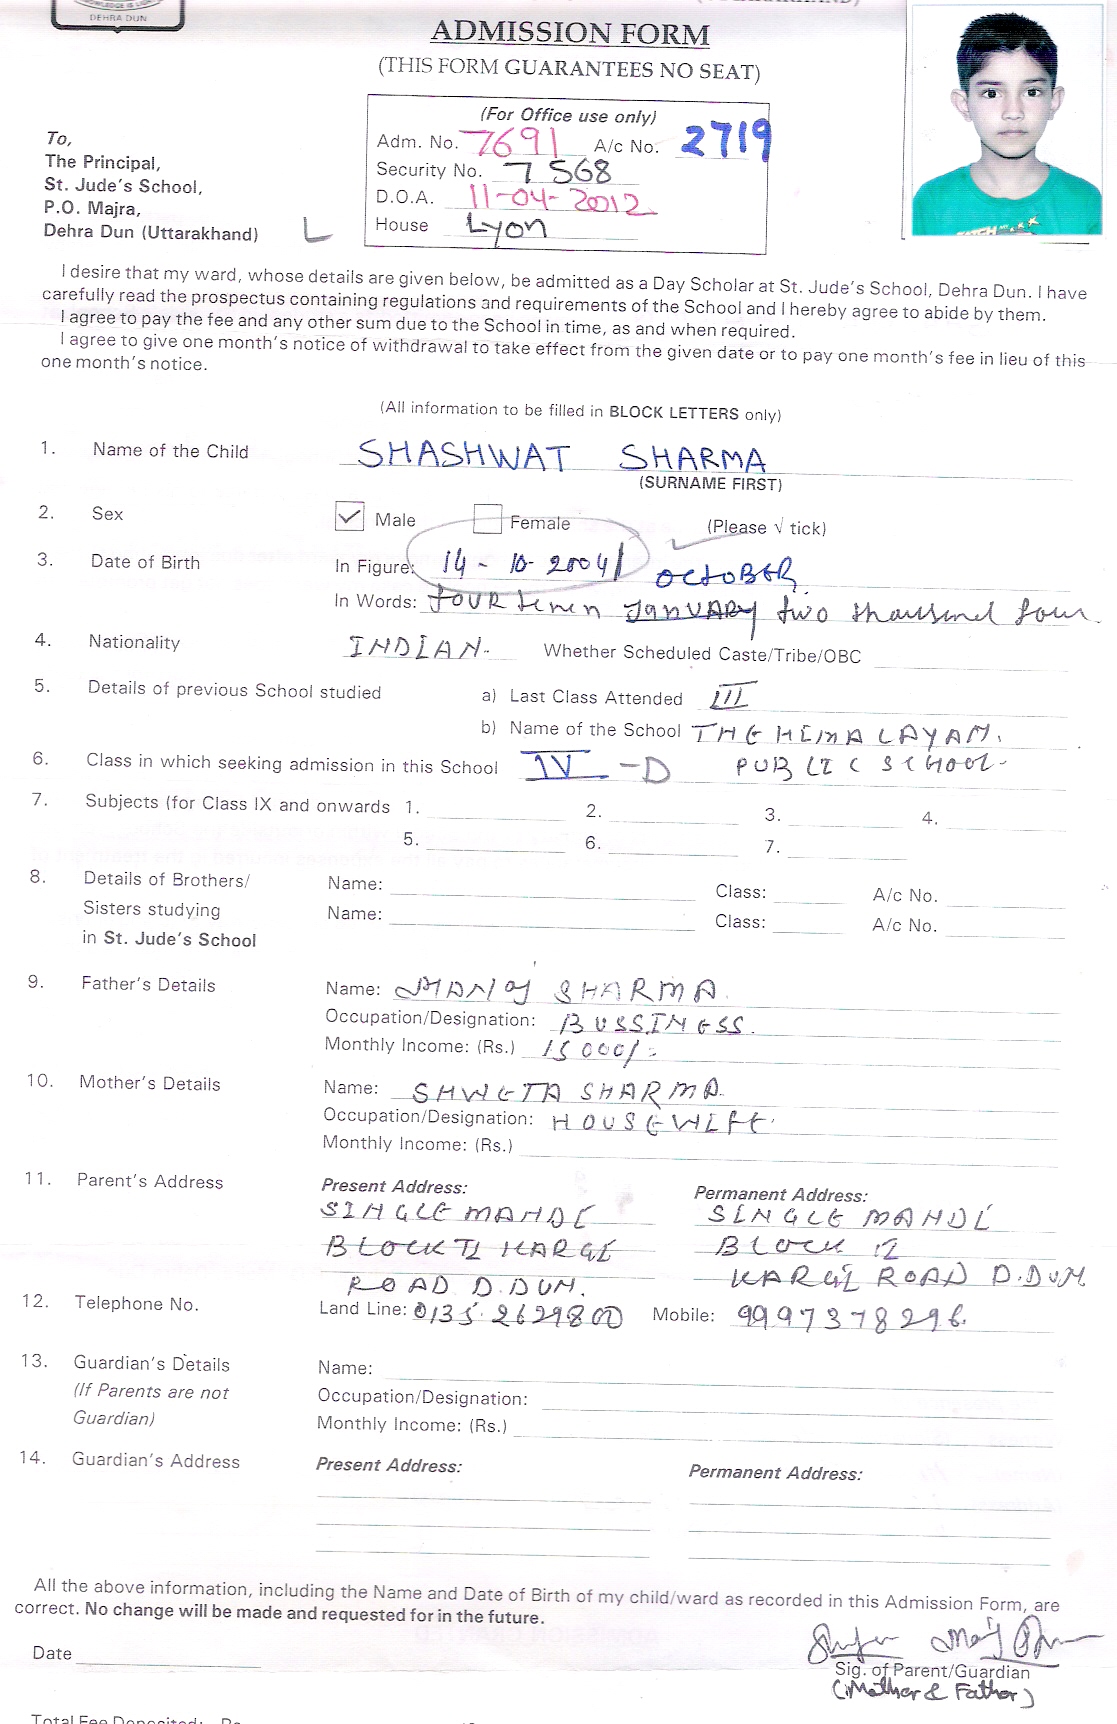 DEHRA DUN
ADMISSION FORM
(THIS FORM GUARANTEES NO SEAT)
(For Office use only)
Adm. No. 7691 A/c No. 2719
Security No. 7568
D.O.A. 11-04-2012
House Lyon
To,
The Principal,
St. Jude's School,
P.O. Majra,
Dehra Dun (Uttarakhand) L
I desire that my ward, whose details are given below, be admitted as a Day Scholar at St. Jude's School, Dehra Dun. I have
carefully read the prospectus containing regulations and requirements of the School and I hereby agree to abide by them.
I agree to pay the fee and any other sum due to the School in time, as and when required.
I agree to give one month's notice of withdrawal to take effect from the given date or to pay one month's fee in lieu of this
one month's notice.
(All information to be filled in BLOCK LETTERS only)
1. Name of the Child SHASHWAT SHARMA
(SURNAME FIRST)
2. Sex ✓ Male Female (Please √ tick)
3. Date of Birth In Figure: 14-10-2004/ OCTOBER
In Words: FOURteen JANUARY two thousand four
4. Nationality INDIAN. Whether Scheduled Caste/Tribe/OBC
5. Details of previous School studied a) Last Class Attended III
b) Name of the School THE HIMALAYAN
6. Class in which seeking admission in this School IV -D PUBLIC SCHOOL.
7. Subjects (for Class IX and onwards 1. 2. 3. 4.
5. 6. 7.
8. Details of Brothers/ Name: Class: A/c No.
Sisters studying Name: Class: A/c No.
in St. Jude's School
9. Father's Details Name: MANOJ SHARMA
Occupation/Designation: BUSSINESS.
Monthly Income: (Rs.) 15000/-
10. Mother's Details Name: SHWETA SHARMA
Occupation/Designation: HOUSEWIFE.
Monthly Income: (Rs.)
11. Parent's Address Present Address: Permanent Address:
SINGLE MANDI SINGLE MANDI
BLOCK II KARGI BLOCK 12
ROAD D.DUN. KARGI ROAD D.DUN
12. Telephone No. Land Line: 0135 2629800 Mobile: 9997378296.
13. Guardian's Details Name:
(If Parents are not Occupation/Designation:
Guardian) Monthly Income: (Rs.)
14. Guardian's Address Present Address: Permanent Address:
All the above information, including the Name and Date of Birth of my child/ward as recorded in this Admission Form, are
correct. No change will be made and requested for in the future.
Date
Sig. of Parent/Guardian
(Mother & Father)
Total Fee Deposited: Rs